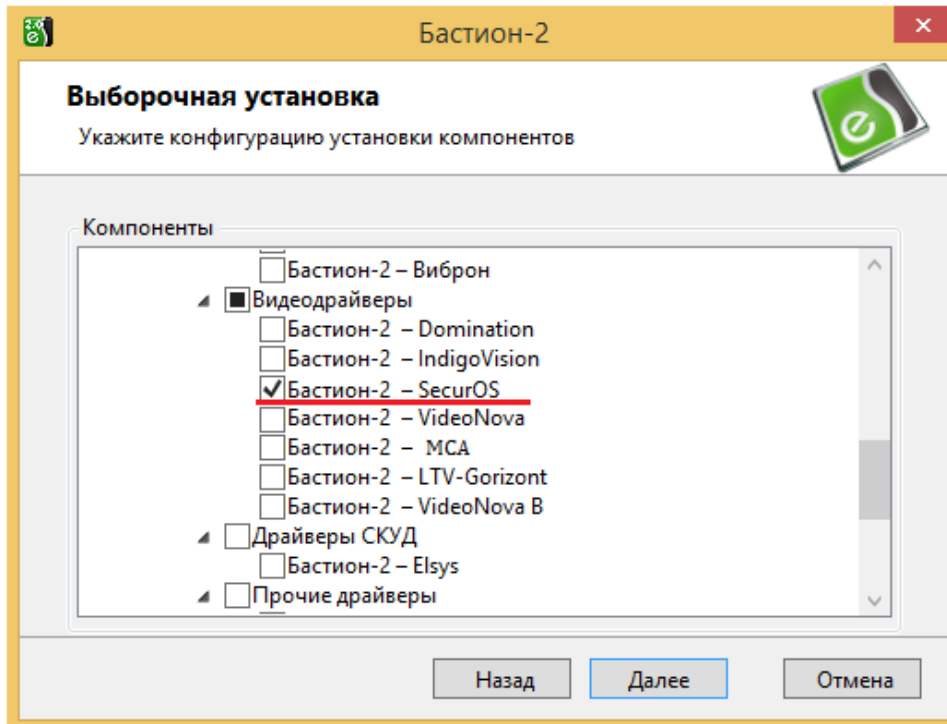 Бастион-2
Выборочная установка
Укажите конфигурацию установки компонентов
Компоненты
Бастион-2 – Виброн
Видеодрайверы
Бастион-2 – Domination
Бастион-2 – IndigoVision
Бастион-2 – SecurOS
Бастион-2 – VideoNova
Бастион-2 – МСА
Бастион-2 – LTV-Gorizont
Бастион-2 – VideoNova B
Драйверы СКУД
Бастион-2 – Elsys
Прочие драйверы
Назад Далее Отмена